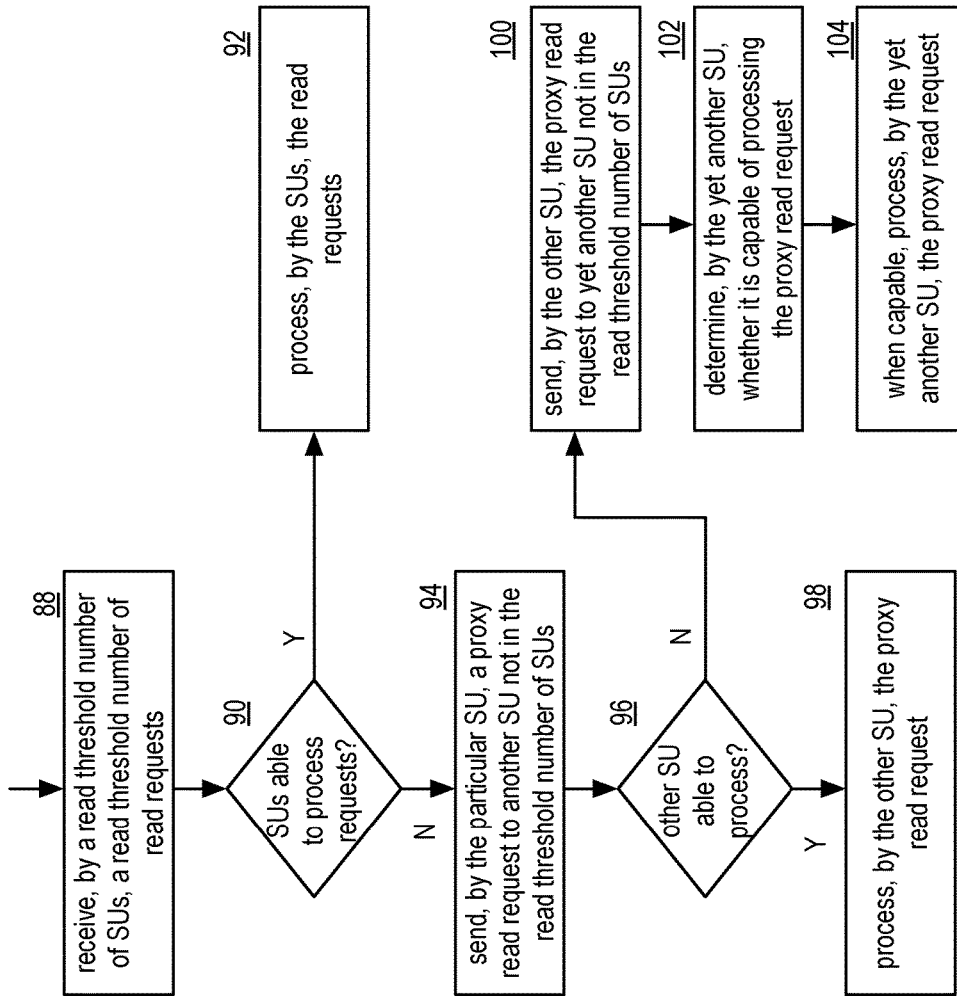 88
receive, by a read threshold number
of SUs, a read threshold number of
read requests
90
SUs able
to process
requests?
Y
N
92
process, by the SUs, the read
requests
94
send, by the particular SU, a proxy
read request to another SU not in the
read threshold number of SUs
96
other SU
able to
process?
N
Y
98
process, by the other SU, the proxy
read request
100
send, by the other SU, the proxy read
request to yet another SU not in the
read threshold number of SUs
102
determine, by the yet another SU,
whether it is capable of processing
the proxy read request
104
when capable, process, by the yet
another SU, the proxy read request